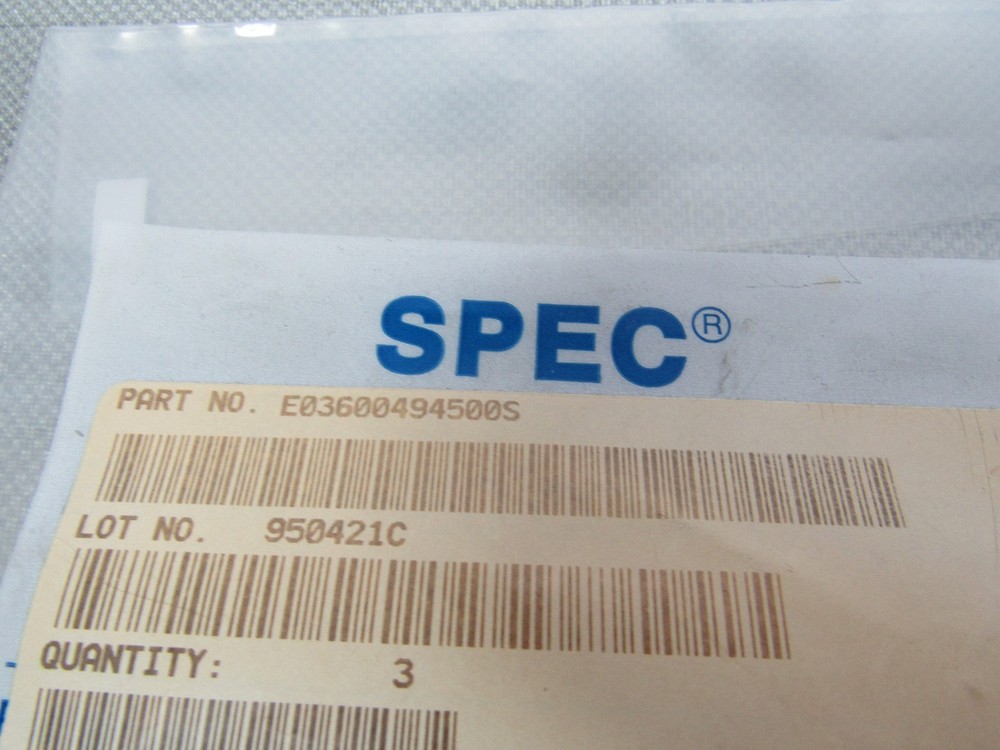 SPEC®
PART NO. E03600494500S
LOT NO. 950421C
QUANTITY: 3